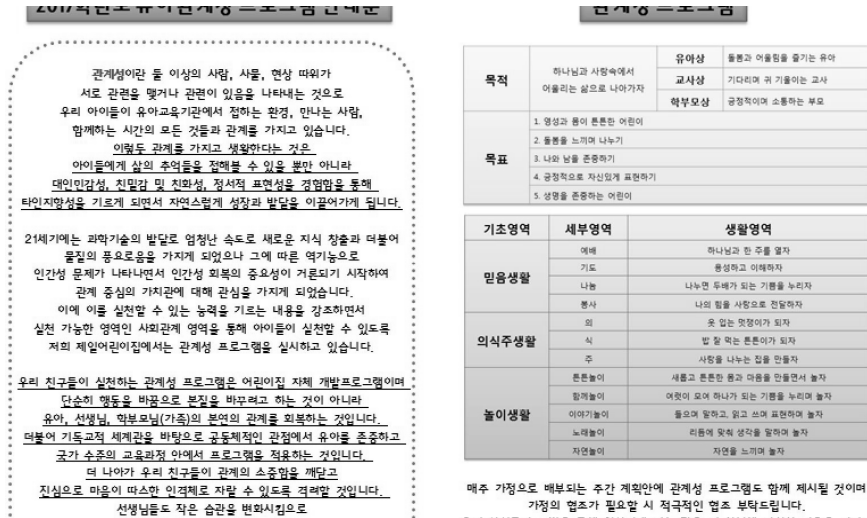 2017학년도 유아관계성 프로그램 안내문
관계성이란 둘 이상의 사람, 사물, 현상 따위가
서로 관련을 맺거나 관련이 있음을 나타내는 것으로
우리 아이들이 유아교육기관에서 접하는 환경, 만나는 사람,
함께하는 시간의 모든 것들과 관계를 가지고 있습니다.
이렇듯 관계를 가지고 생활한다는 것은
아이들에게 삶의 추억들을 접해볼 수 있을 뿐만 아니라
대인민감성, 친밀감 및 친화성, 정서적 표현성을 경험함을 통해
타인지향성을 기르게 되면서 자연스럽게 성장과 발달을 이끌어가게 됩니다.
21세기에는 과학기술의 발달로 엄청난 속도로 새로운 지식 창출과 더불어
물질의 풍요로움을 가지게 되었으나 그에 따른 역기능으로
인간성 문제가 나타나면서 인간성 회복의 중요성이 거론되기 시작하여
관계 중심의 가치관에 대해 관심을 가지게 되었습니다.
이에 이를 실천할 수 있는 능력을 기르는 내용을 강조하면서
실천 가능한 영역인 사회관계 영역을 통해 아이들이 실천할 수 있도록
저희 제일어린이집에서는 관계성 프로그램을 실시하고 있습니다.
우리 친구들이 실천하는 관계성 프로그램은 어린이집 자체 개발프로그램이며
단순히 행동을 바꿈으로 본질을 바꾸려고 하는 것이 아니라
유아, 선생님, 학부모님(가족)의 본연의 관계를 회복하는 것입니다.
더불어 기독교적 세계관을 바탕으로 공동체적인 관점에서 유아를 존중하고
국가 수준의 교육과정 안에서 프로그램을 적용하는 것입니다.
더 나아가 우리 친구들이 관계의 소중함을 깨닫고
진심으로 마음이 따스한 인격체로 자랄 수 있도록 격려할 것입니다.
선생님들도 작은 습관을 변화시킴으로
관계성 프로그램
목적 하나님과 사람속에서 어울리는 삶으로 나아가자
유아상 돌봄과 어울림을 즐기는 유아
교사상 기다리며 귀 기울이는 교사
학부모상 긍정적이며 소통하는 부모
목표
1. 영성과 몸이 튼튼한 어린이
2. 돌봄을 느끼며 나누기
3. 나와 남을 존중하기
4. 긍정적으로 자신있게 표현하기
5. 생명을 존중하는 어린이
기초영역 세부영역 생활영역
믿음생활
예배 하나님과 한 주를 열자
기도 용성하고 이해하자
나눔 나누면 두배가 되는 기쁨을 누리자
봉사 나의 힘을 사랑으로 전달하자
의식주생활
의 옷 입는 멋쟁이가 되자
식 밥 잘 먹는 튼튼이가 되자
주 사랑을 나누는 집을 만들자
놀이생활
튼튼놀이 새롭고 튼튼한 몸과 마음을 만들면서 놀자
함께놀이 여럿이 모여 하나가 되는 기쁨을 누리며 놀자
이야기놀이 들으며 말하고, 읽고 쓰며 표현하며 놀자
노래놀이 리듬에 맞춰 생각을 말하며 놀자
자연놀이 자연을 느끼며 놀자
매주 가정으로 배부되는 주간 계획안에 관계성 프로그램도 함께 제시될 것이며
가정의 협조가 필요할 시 적극적인 협조 부탁드립니다.